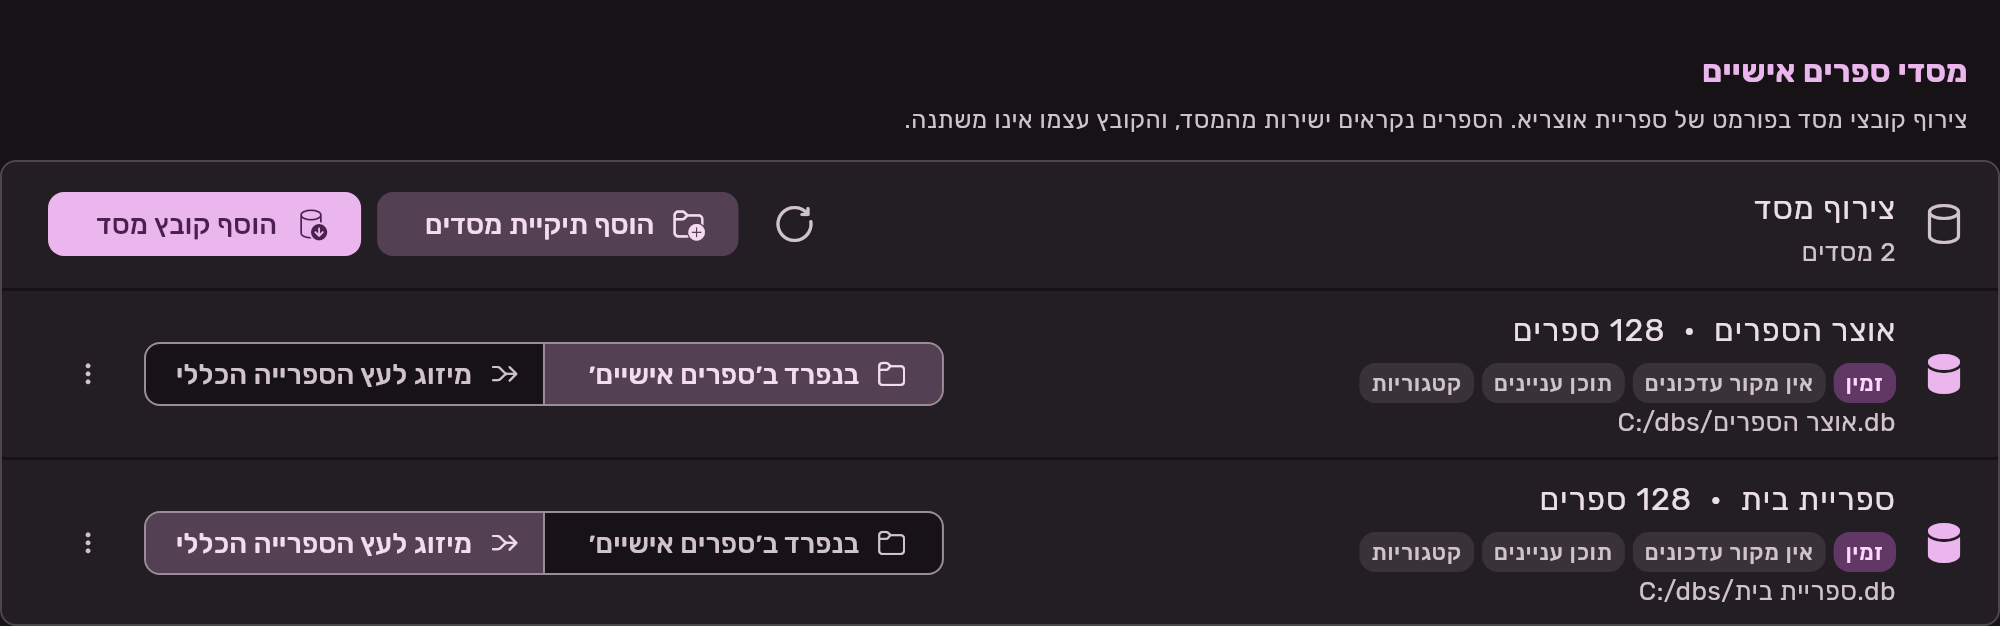 מסדי ספרים אישיים
צירוף קובצי מסד בפורמט של ספריית אוצריא. הספרים נקראים ישירות מהמסד, והקובץ עצמו אינו משתנה.
צירוף מסד
2 מסדים
הוסף תיקיית מסדים
הוסף קובץ מסד
אוצר הספרים • 128 ספרים
זמין
אין מקור עדכונים
תוכן עניינים
קטגוריות
C:/dbs/אוצר הספרים.db
בנפרד ב'ספרים אישיים'
מיזוג לעץ הספרייה הכללי
ספריית בית • 128 ספרים
זמין
אין מקור עדכונים
תוכן עניינים
קטגוריות
C:/dbs/ספריית בית.db
בנפרד ב'ספרים אישיים'
מיזוג לעץ הספרייה הכללי